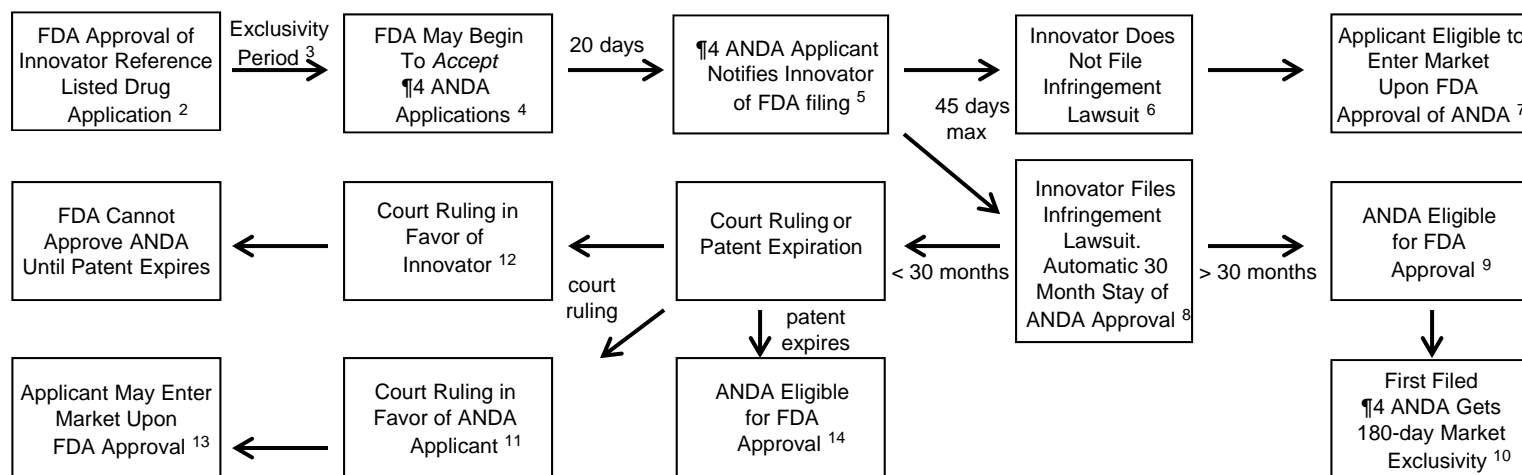 FDA Approval of
Innovator Reference
Listed Drug
Application 2
Exclusivity
Period 3
FDA May Begin
To Accept
¶4 ANDA
Applications 4
20 days
¶4 ANDA Applicant
Notifies Innovator
of FDA filing 5
45 days
max
Innovator Does
Not File
Infringement
Lawsuit 6
Applicant Eligible to
Enter Market
Upon FDA
Approval of ANDA 7
FDA Cannot
Approve ANDA
Until Patent Expires
Court Ruling in
Favor of
Innovator 12
Court Ruling or
Patent Expiration
< 30 months
Innovator Files
Infringement
Lawsuit.
Automatic 30
Month Stay of
ANDA Approval 8
> 30 months
ANDA Eligible
for FDA
Approval 9
court
ruling
patent
expires
Applicant May Enter
Market Upon
FDA Approval 13
Court Ruling in
Favor of ANDA
Applicant 11
ANDA Eligible
for FDA
Approval 14
First Filed
¶4 ANDA Gets
180-day Market
Exclusivity 10